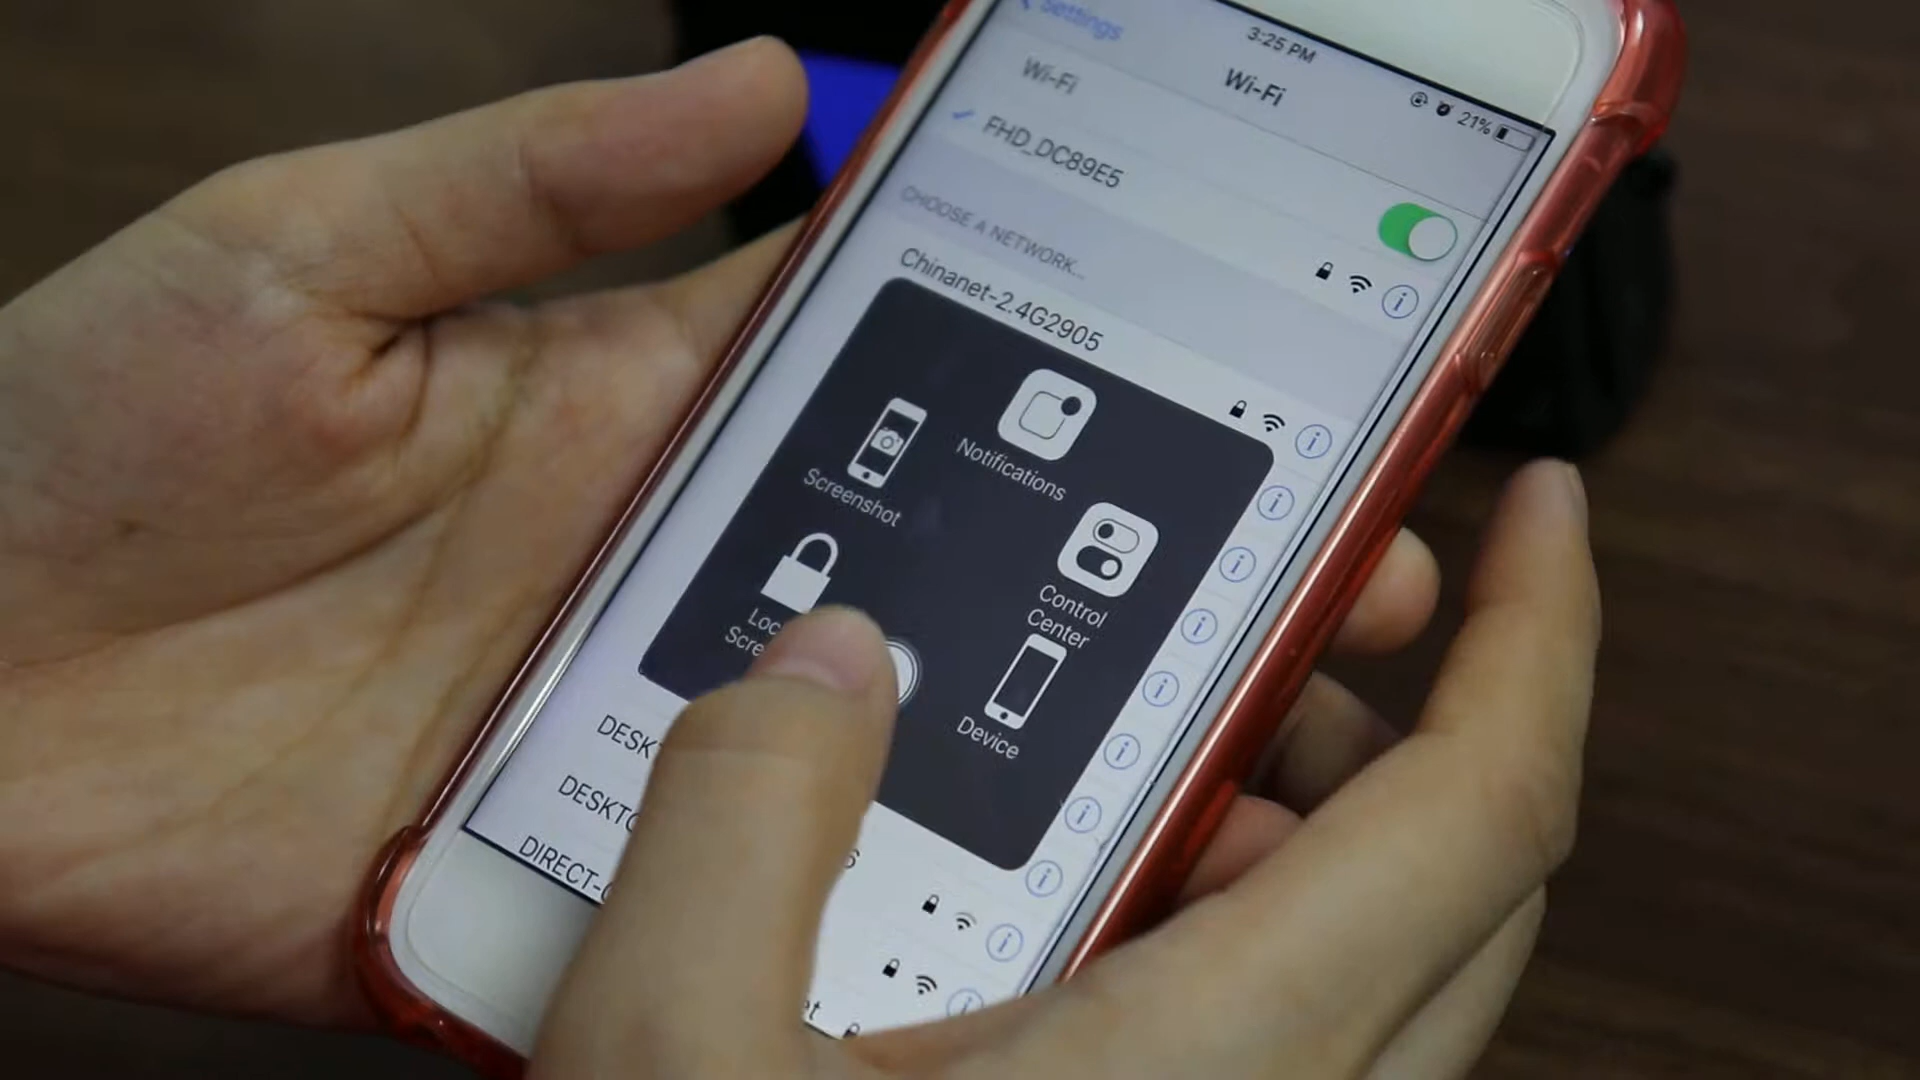 Settings
3:25 PM
21%
Wi-Fi
Wi-Fi
FHD_DC89E5
CHOOSE A NETWORK...
Chinanet-2.4G2905
Notifications
Screenshot
Control
Center
Device
DIRECT-